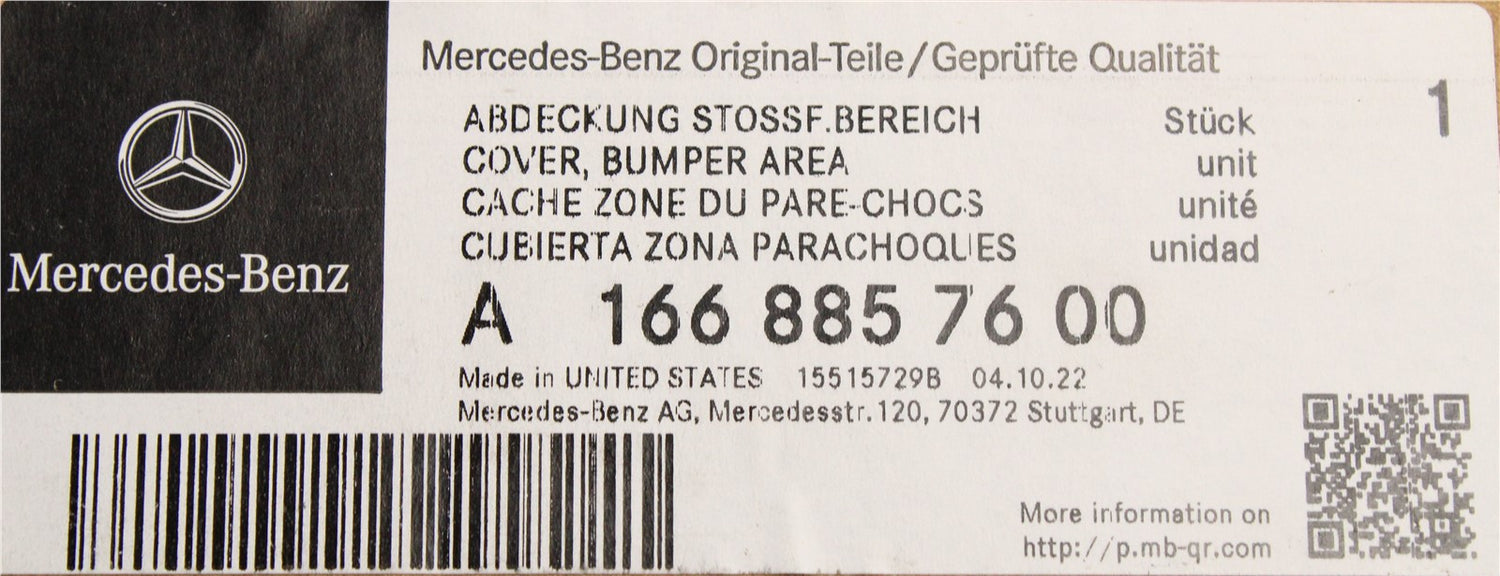 Mercedes-Benz
Mercedes-Benz Original-Teile/Geprüfte Qualität
ABDECKUNG STOSSF.BEREICH Stück 1
COVER, BUMPER AREA unit
CACHE ZONE DU PARE-CHOCS unité
CUBIERTA ZONA PARACHOQUES unidad
A 166 885 76 00
Made in UNITED STATES 15515729B 04.10.22
Mercedes-Benz AG, Mercedesstr.120, 70372 Stuttgart, DE
More information on
http://p.mb-qr.com